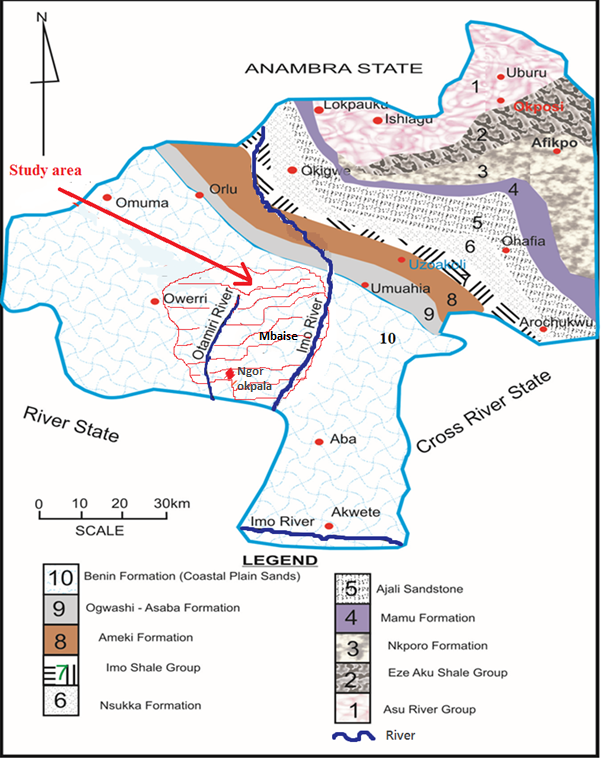 N
ANAMBRA STATE
1
Uburu
Okposi
Lokpauku
Ishiagu
2
Afikpo
3
4
Study area
Okigwe
Orlu
Omuma
5
6
Ohafia
7
Uzoakoli
Umuahia
8
9
Arochukwu
Owerri
Otamiri River
Mbaise
Imo River
10
Ngor
okpala
River State
Cross River State
Aba
0 10 20 30km
SCALE
Akwete
Imo River
LEGEND
10 Benin Formation (Coastal Plain Sands)
9 Ogwashi - Asaba Formation
8 Ameki Formation
7 Imo Shale Group
6 Nsukka Formation
5 Ajali Sandstone
4 Mamu Formation
3 Nkporo Formation
2 Eze Aku Shale Group
1 Asu River Group
River